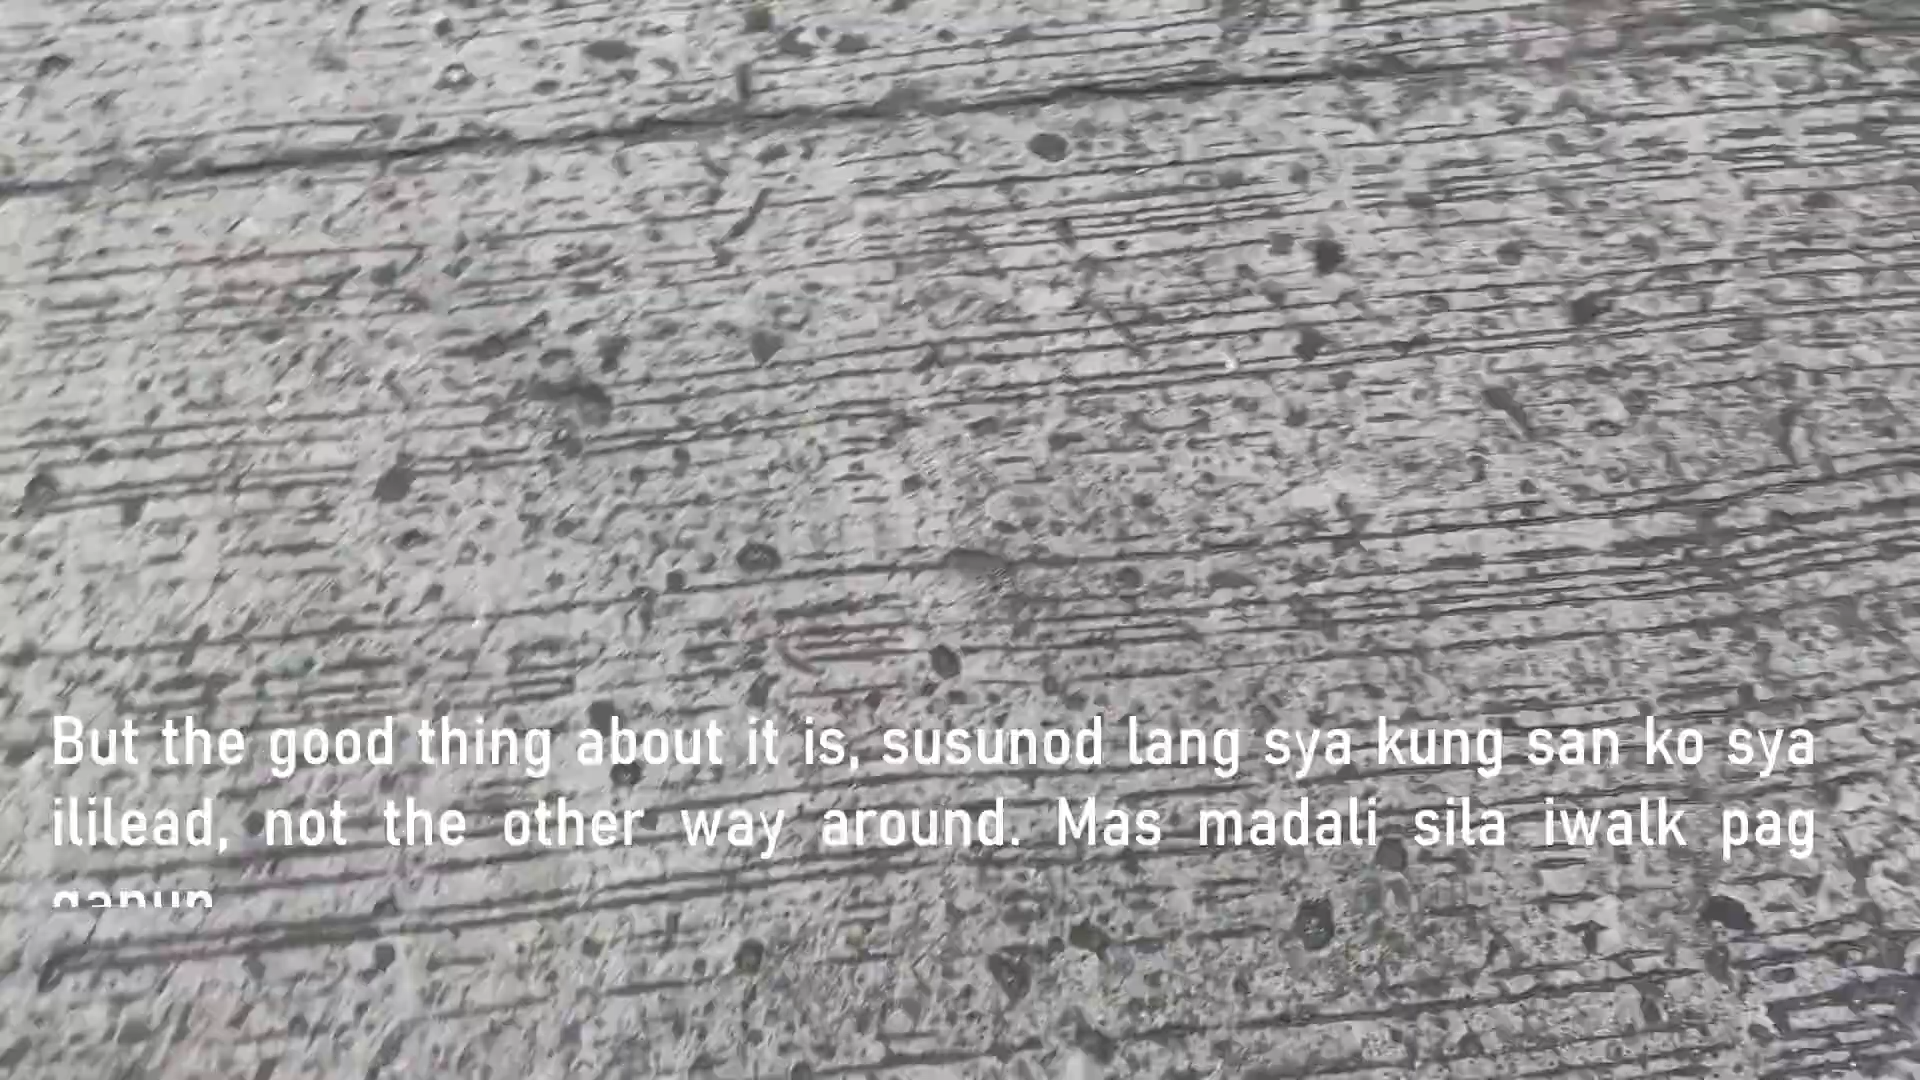 But the good thing about it is, susunod lang sya kung san ko sya
ililead, not the other way around. Mas madali sila iwalk pag